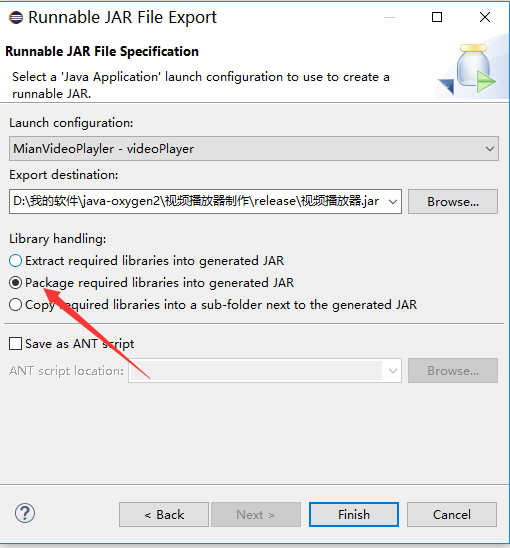 Runnable JAR File Export
Runnable JAR File Specification
Select a 'Java Application' launch configuration to use to create a
runnable JAR.
Launch configuration:
MianVideoPlayler - videoPlayer
Export destination:
D:\我的软件\java-oxygen2\视频播放器制作\release\视频播放器.jar
Browse...
Library handling:
Extract required libraries into generated JAR
Package required libraries into generated JAR
Copy required libraries into a sub-folder next to the generated JAR
Save as ANT script
ANT script location:
Browse...
?
< Back
Next >
Finish
Cancel